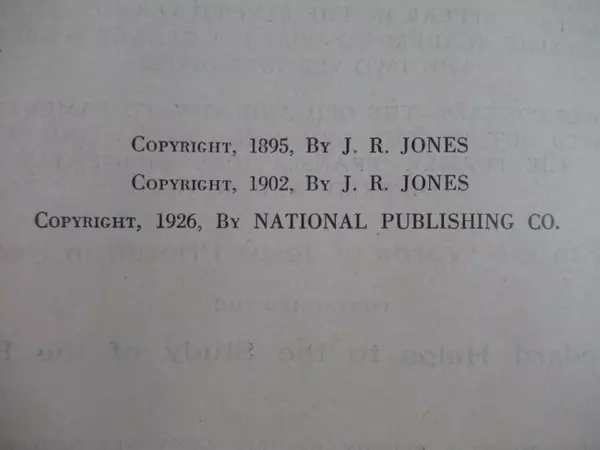 COPYRIGHT, 1895, BY J. R. JONES
COPYRIGHT, 1902, BY J. R. JONES
COPYRIGHT, 1926, BY NATIONAL PUBLISHING CO.